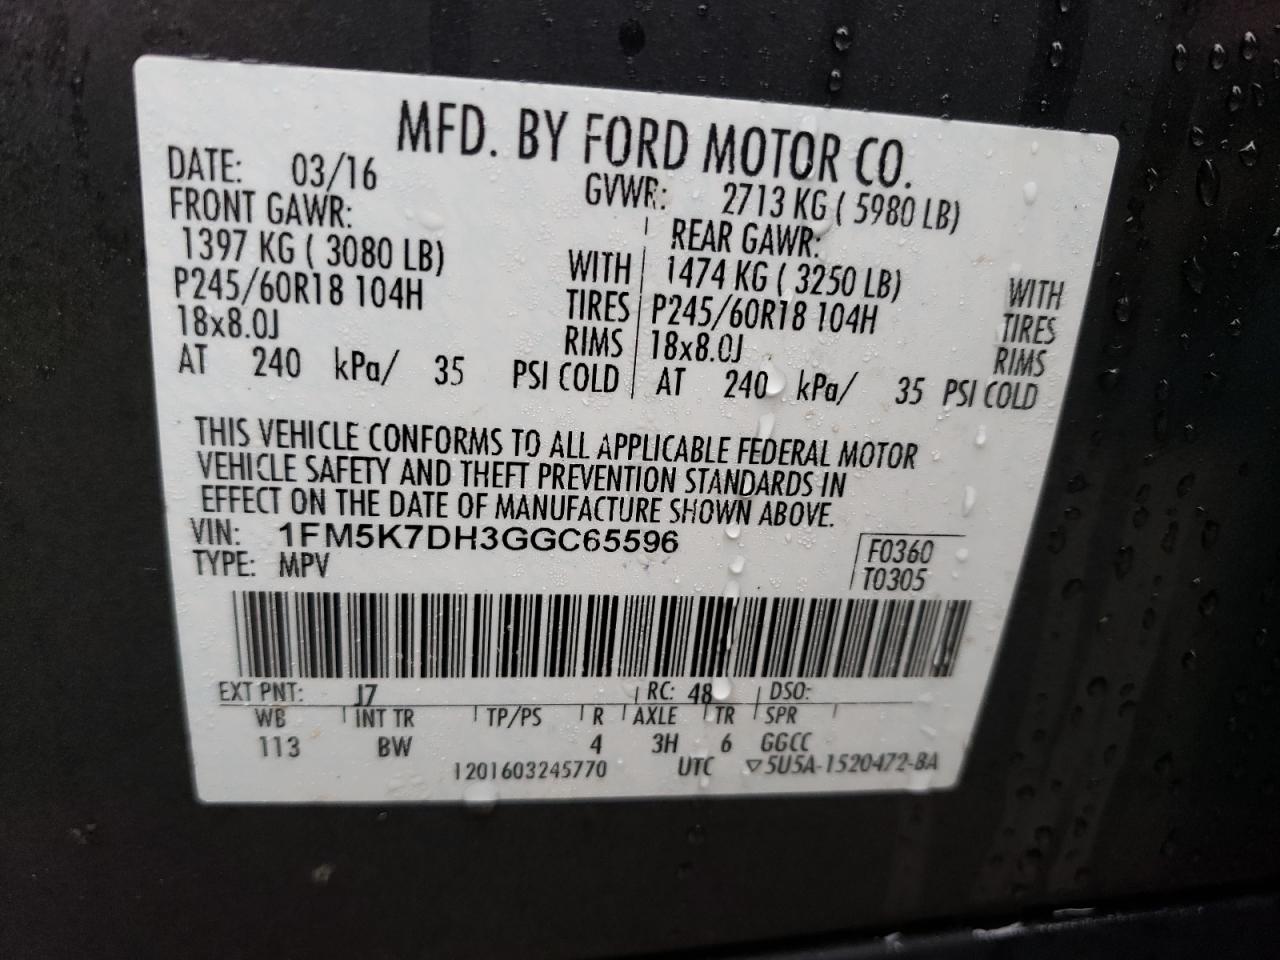 MFD. BY FORD MOTOR CO.
DATE: 03/16 GVWR: 2713 KG ( 5980 LB)
FRONT GAWR: REAR GAWR:
1397 KG ( 3080 LB) WITH 1474 KG ( 3250 LB) WITH
P245/60R18 104H TIRES P245/60R18 104H TIRES
18x8.0J RIMS 18x8.0J RIMS
AT 240 kPa/ 35 PSI COLD AT 240 kPa/ 35 PSI COLD
THIS VEHICLE CONFORMS TO ALL APPLICABLE FEDERAL MOTOR
VEHICLE SAFETY AND THEFT PREVENTION STANDARDS IN
EFFECT ON THE DATE OF MANUFACTURE SHOWN ABOVE.
VIN: 1FM5K7DH3GGC65596
TYPE: MPV
F0360
T0305
EXT PNT: J7 RC: 48 DSO:
WB INT TR TP/PS R AXLE TR SPR
113 BW 4 3H 6 GGCC
1201603245770 UTC ▽5U5A-1520472-BA